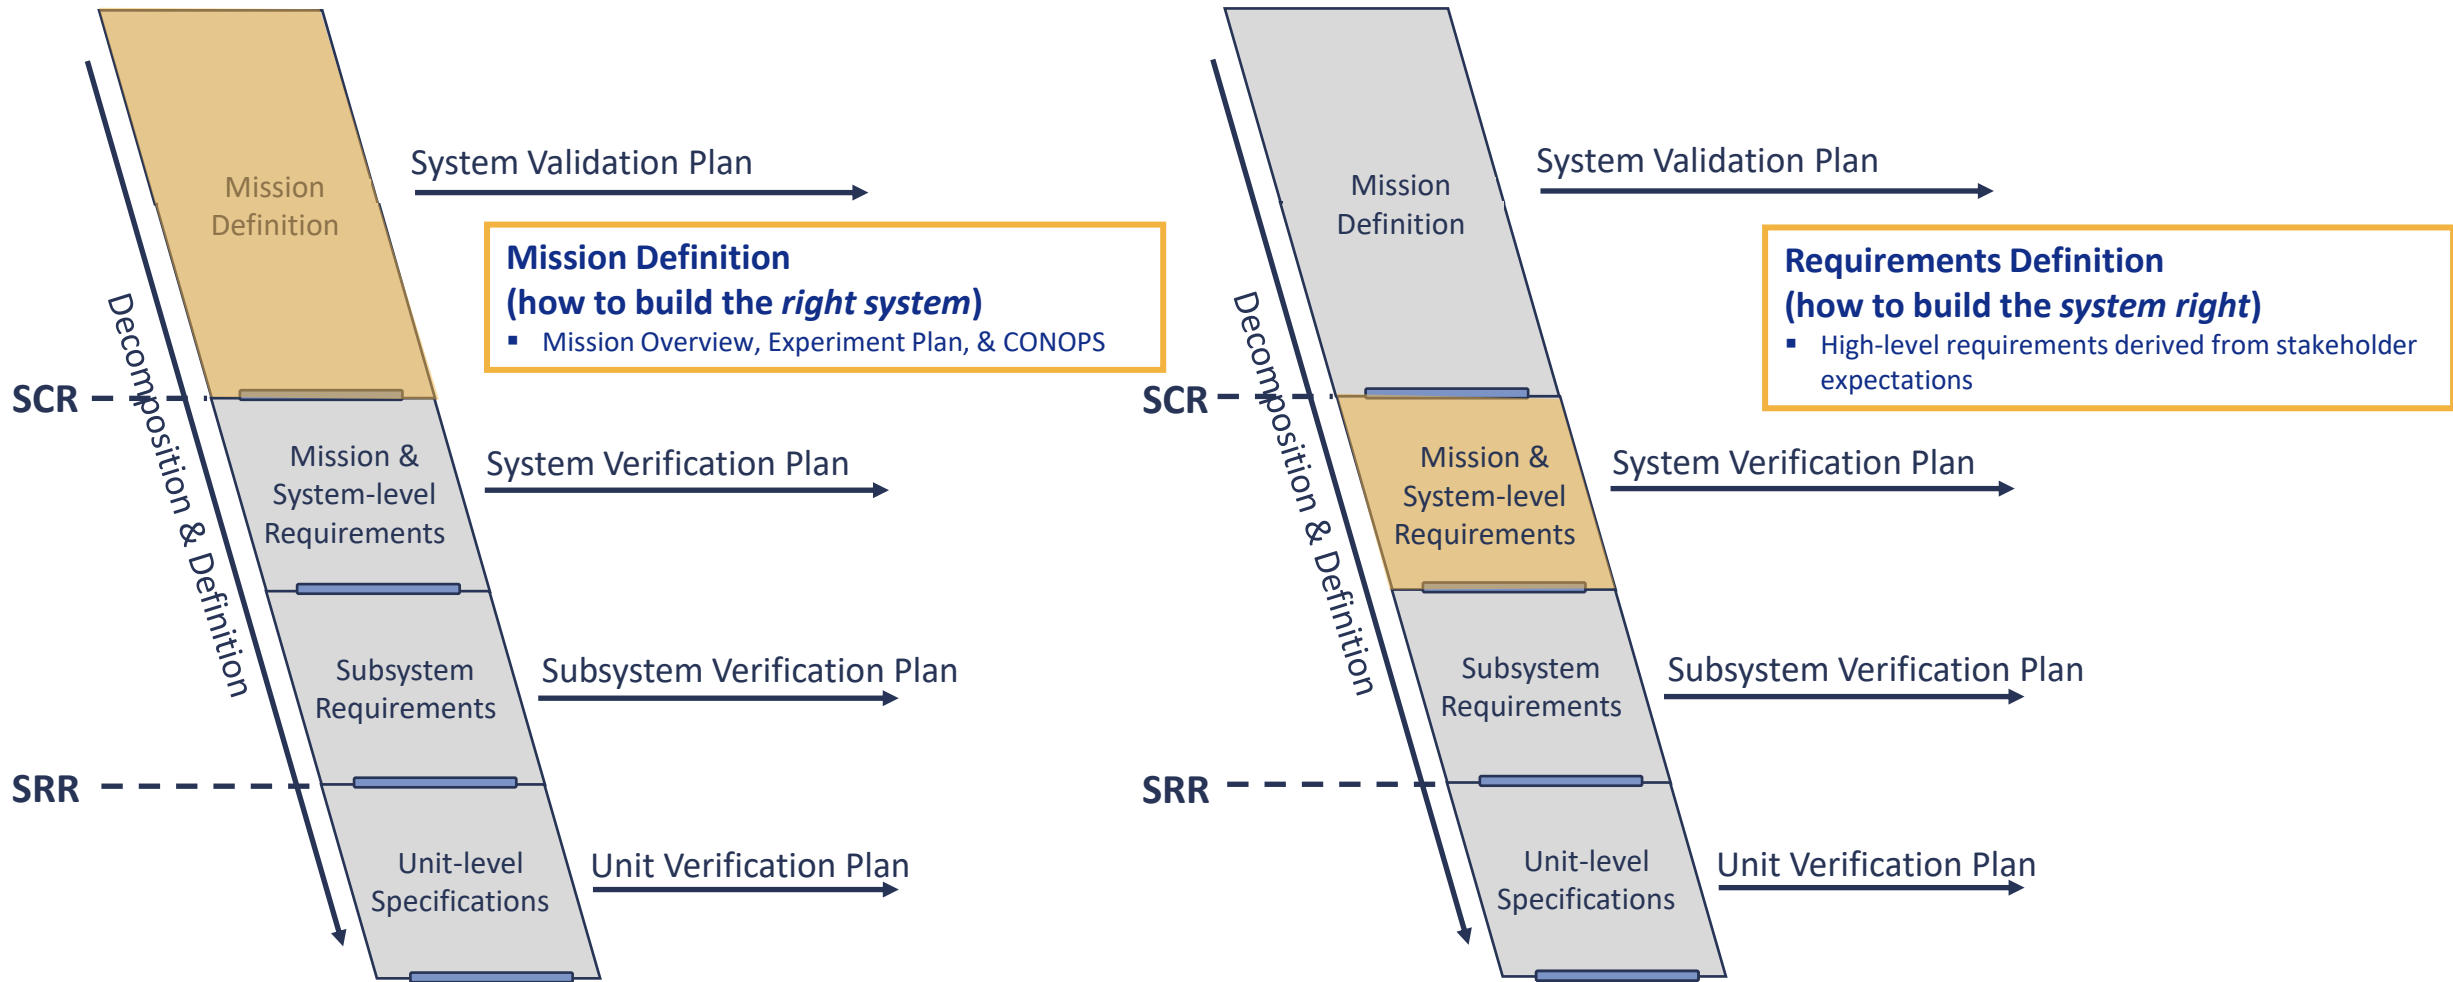 Mission
Definition
System Validation Plan
Mission Definition
(how to build the right system)
▪ Mission Overview, Experiment Plan, & CONOPS
Decomposition & Definition
SCR
Mission &
System-level
Requirements
System Verification Plan
Subsystem
Requirements
Subsystem Verification Plan
SRR
Unit-level
Specifications
Unit Verification Plan
Mission
Definition
System Validation Plan
Requirements Definition
(how to build the system right)
▪ High-level requirements derived from stakeholder
expectations
Decomposition & Definition
SCR
Mission &
System-level
Requirements
System Verification Plan
Subsystem
Requirements
Subsystem Verification Plan
SRR
Unit-level
Specifications
Unit Verification Plan